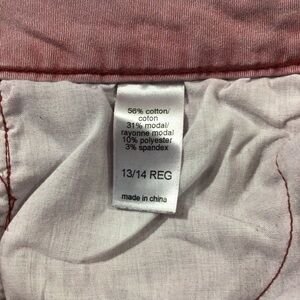 56% cotton/
coton
31% modal/
rayonne modal
10% polyester
3% spandex
13/14 REG
made in china